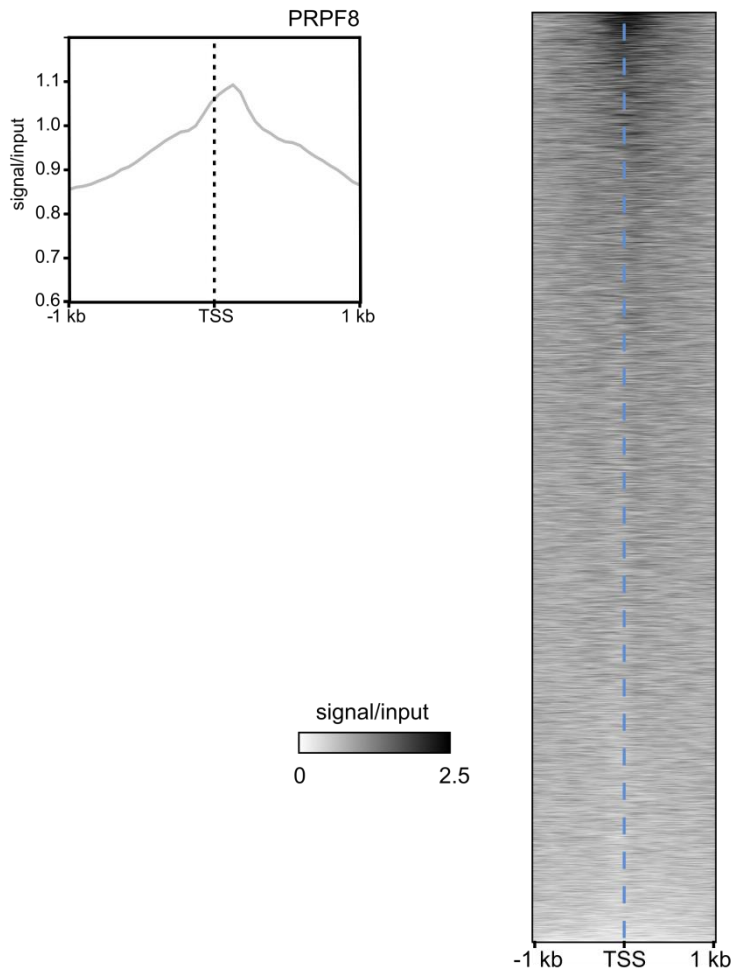 PRPF8
signal/input
1.1
1.0
0.9
0.8
0.7
0.6
-1 kb TSS 1 kb
signal/input
0 2.5
-1 kb TSS 1 kb